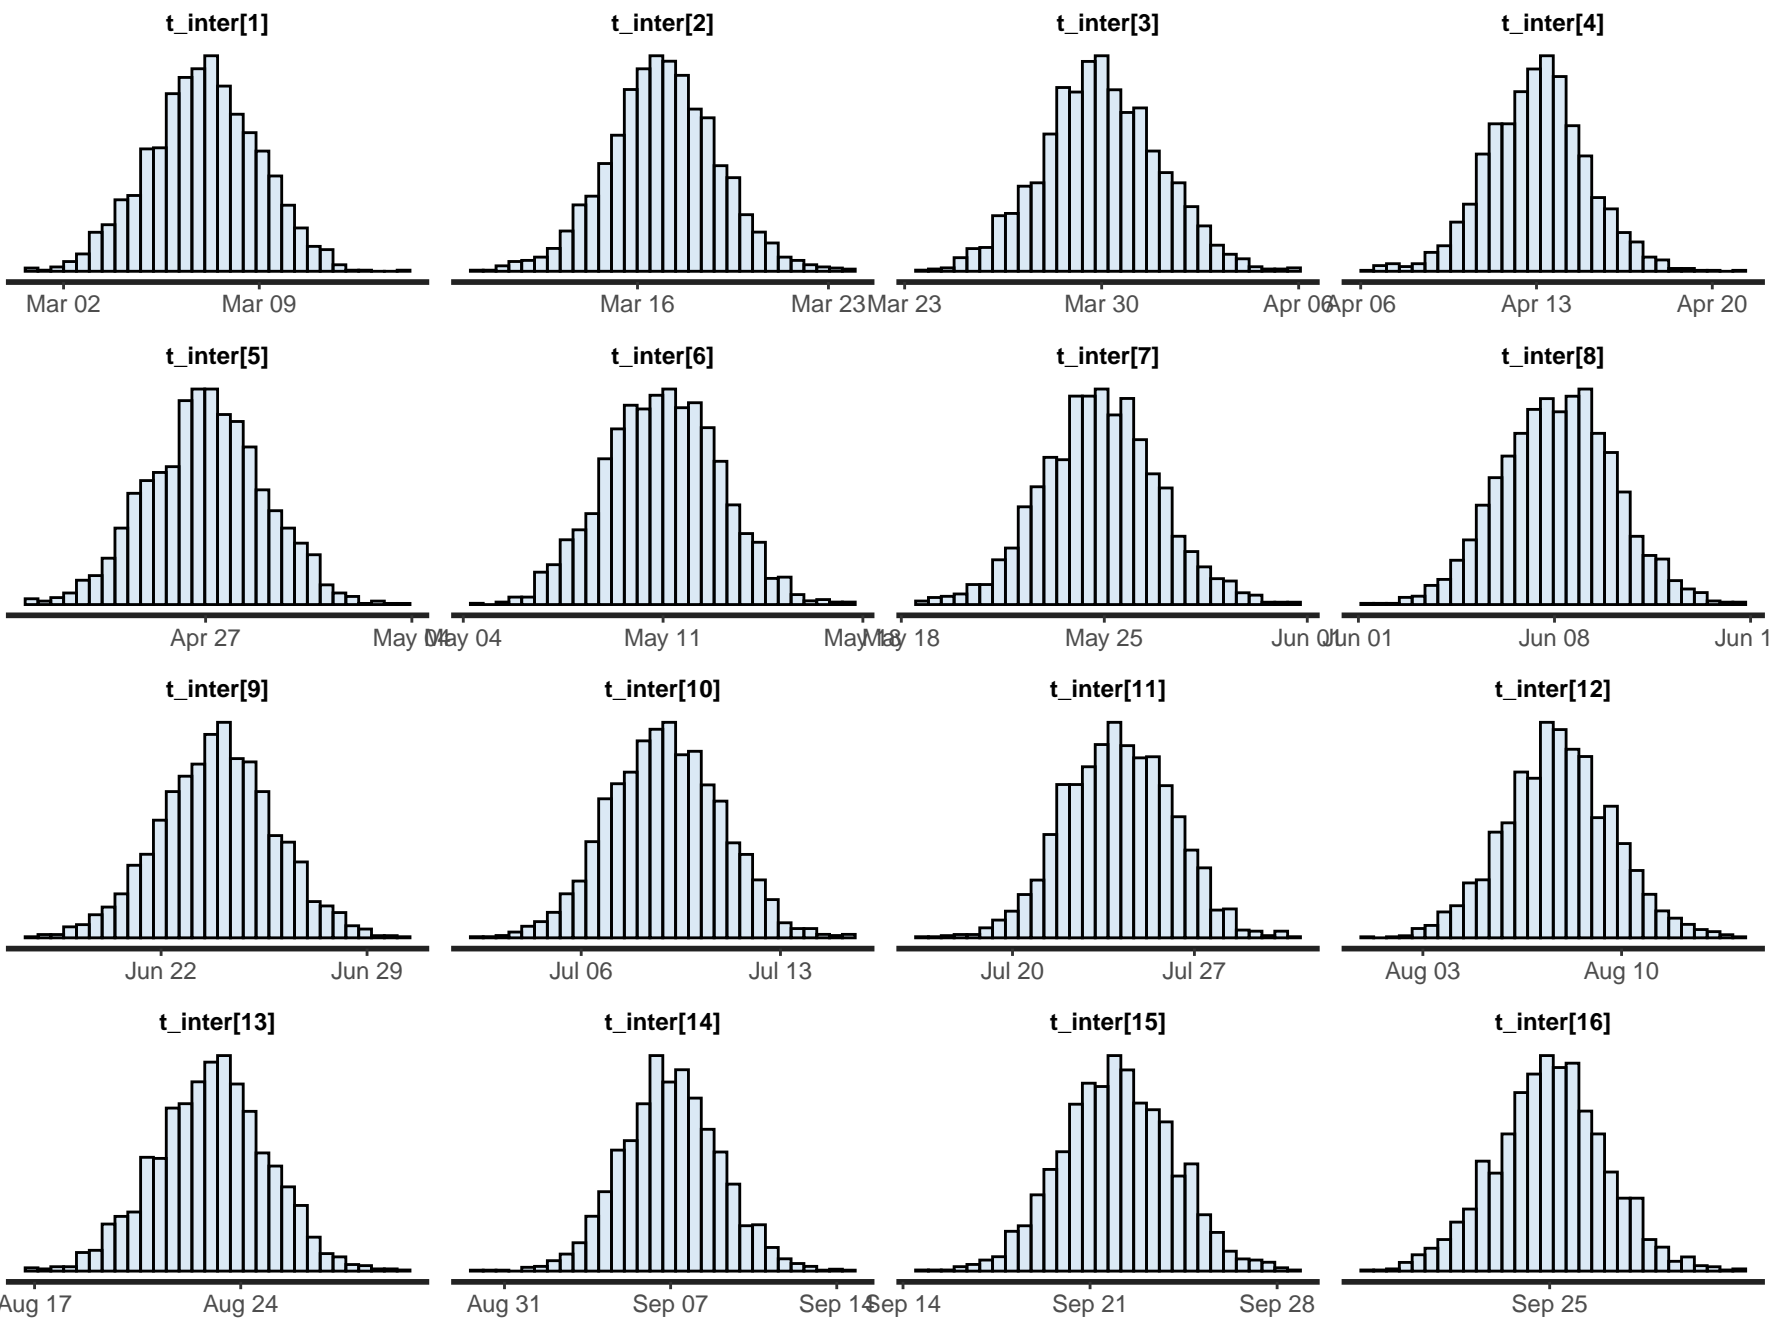 t_inter[1] t_inter[2] t_inter[3] t_inter[4]
Mar 02 Mar 09 Mar 16 Mar 23 Mar 23 Mar 30 Apr 06 Apr 06 Apr 13 Apr 20
t_inter[5] t_inter[6] t_inter[7] t_inter[8]
Apr 27 May 04 May 04 May 11 May 18 May 18 May 25 Jun 01 Jun 01 Jun 08 Jun 1
t_inter[9] t_inter[10] t_inter[11] t_inter[12]
Jun 22 Jun 29 Jul 06 Jul 13 Jul 20 Jul 27 Aug 03 Aug 10
t_inter[13] t_inter[14] t_inter[15] t_inter[16]
Aug 17 Aug 24 Aug 31 Sep 07 Sep 14 Sep 14 Sep 21 Sep 28 Sep 25